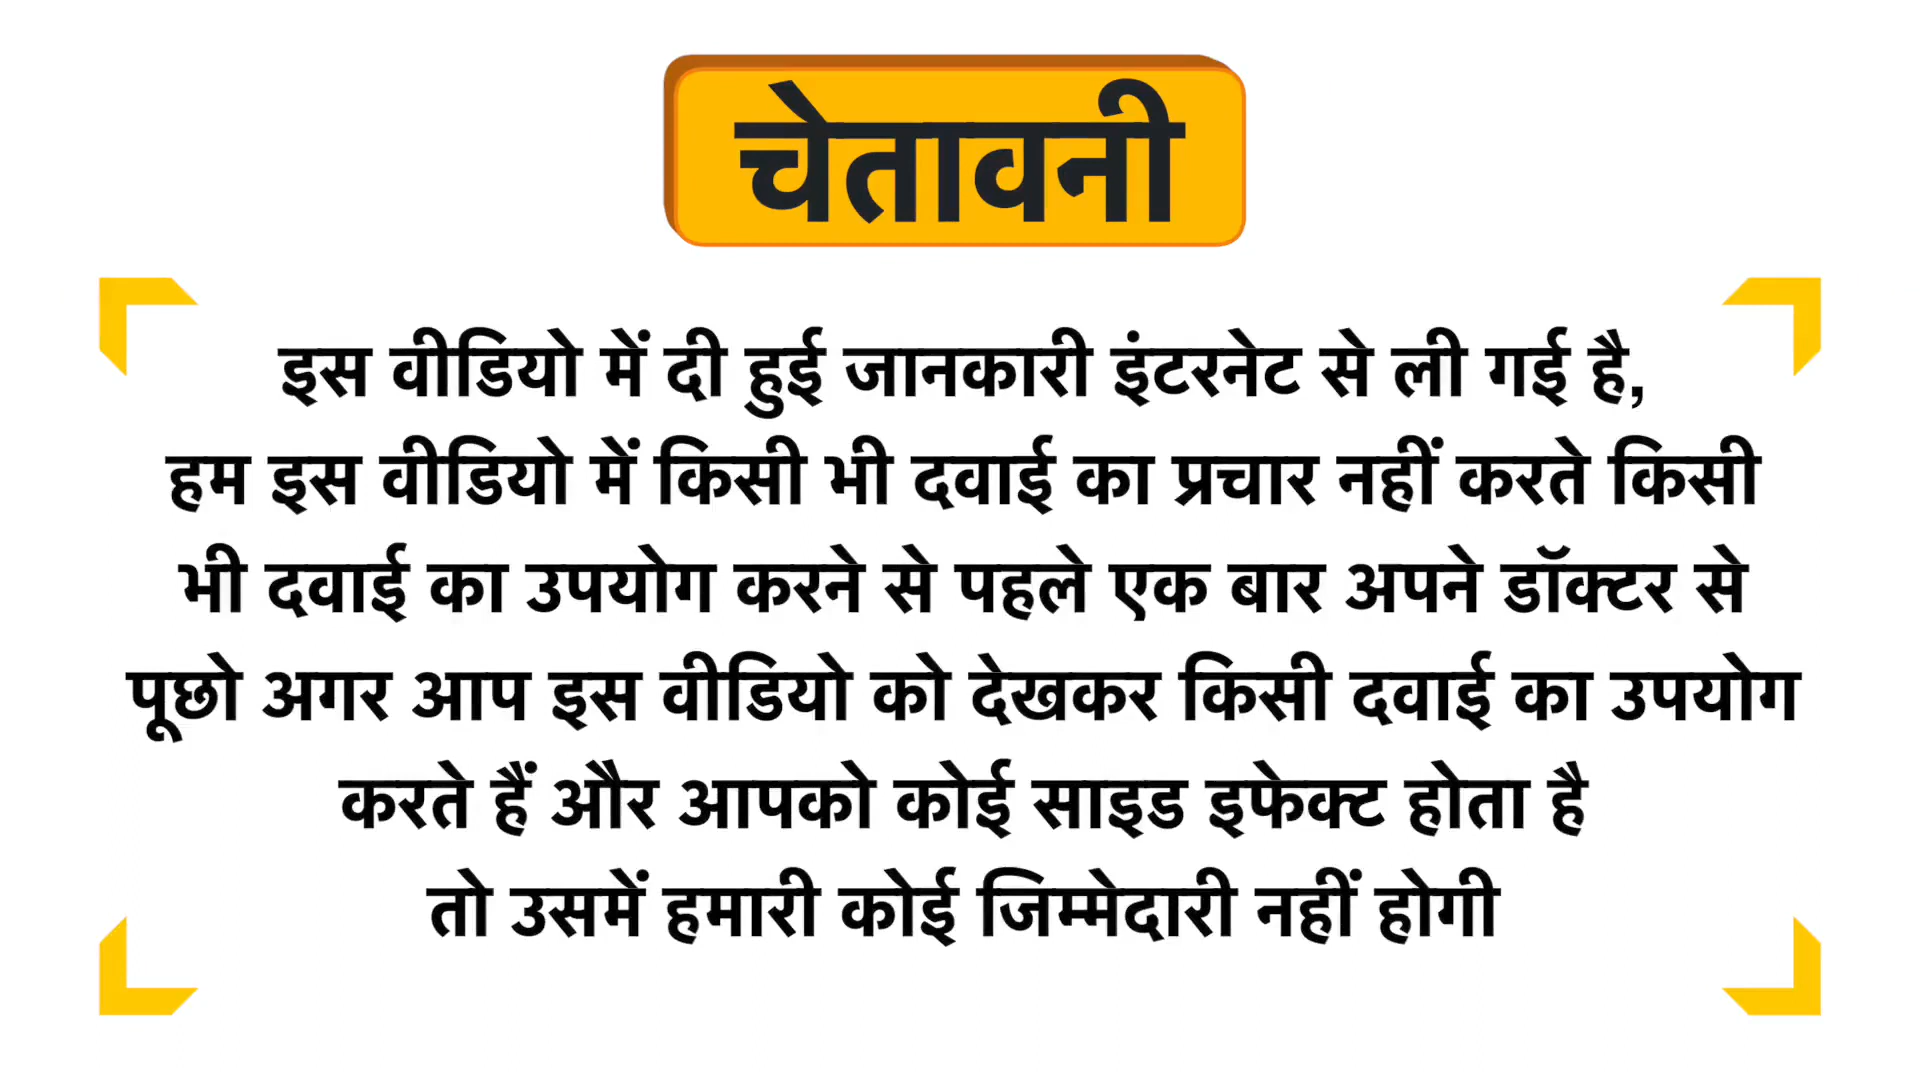 चेतावनी
इस वीडियो में दी हुई जानकारी इंटरनेट से ली गई है,
हम इस वीडियो में किसी भी दवाई का प्रचार नहीं करते किसी
भी दवाई का उपयोग करने से पहले एक बार अपने डॉक्टर से
पूछो अगर आप इस वीडियो को देखकर किसी दवाई का उपयोग
करते हैं और आपको कोई साइड इफेक्ट होता है
तो उसमें हमारी कोई जिम्मेदारी नहीं होगी